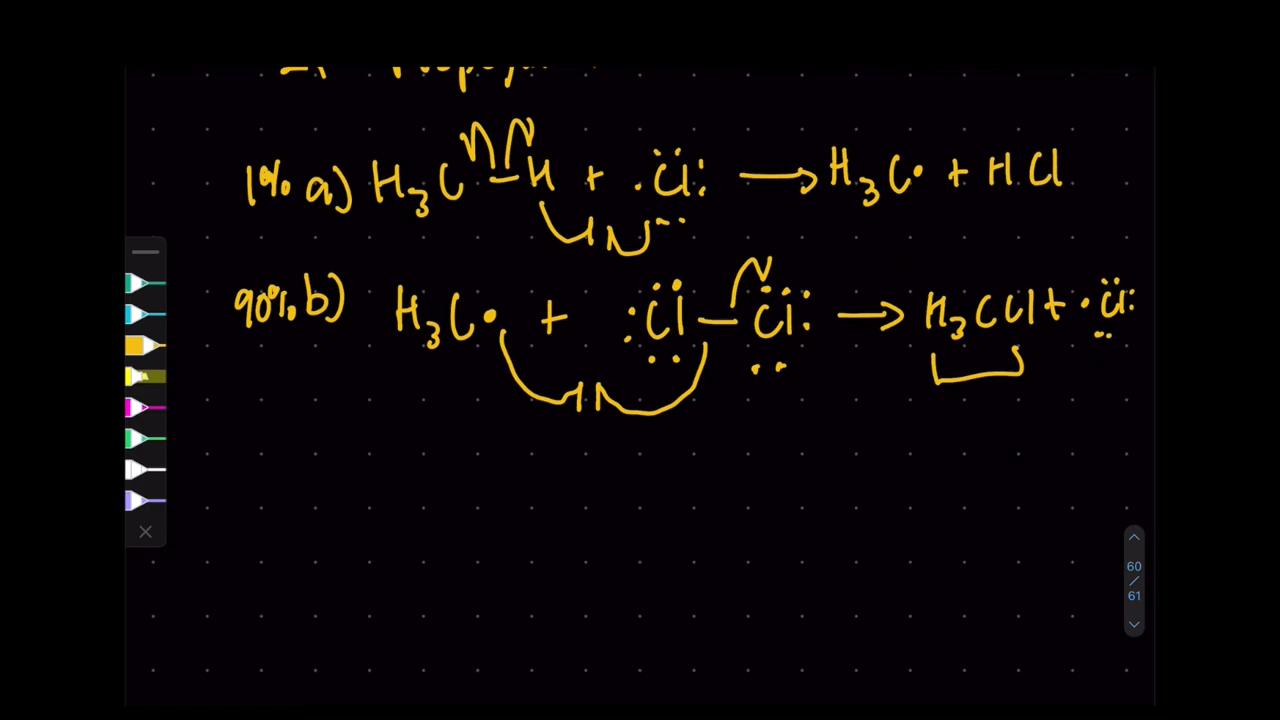 1% a) H₃C–H + ·Cl: → H₃C· + HCl
90% b) H₃C· + :Cl–Cl: → H₃CCl + ·Cl:
60
/
61